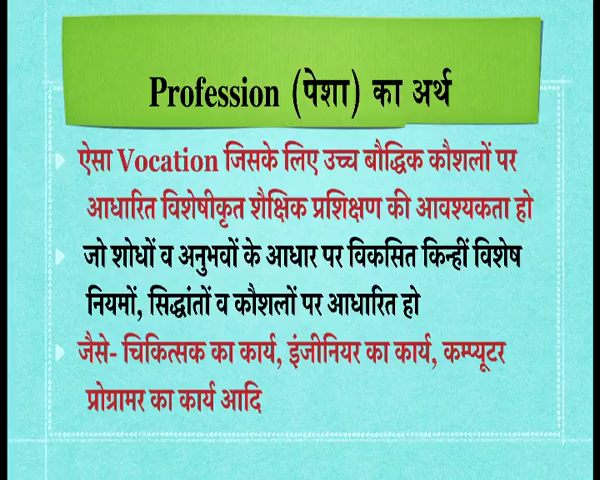 Profession (पेशा) का अर्थ
ऐसा Vocation जिसके लिए उच्च बौद्धिक कौशलों पर
आधारित विशेषीकृत शैक्षिक प्रशिक्षण की आवश्यकता हो
जो शोधों व अनुभवों के आधार पर विकसित किन्हीं विशेष
नियमों, सिद्धांतों व कौशलों पर आधारित हो
जैसे- चिकित्सक का कार्य, इंजीनियर का कार्य, कम्प्यूटर
प्रोग्रामर का कार्य आदि